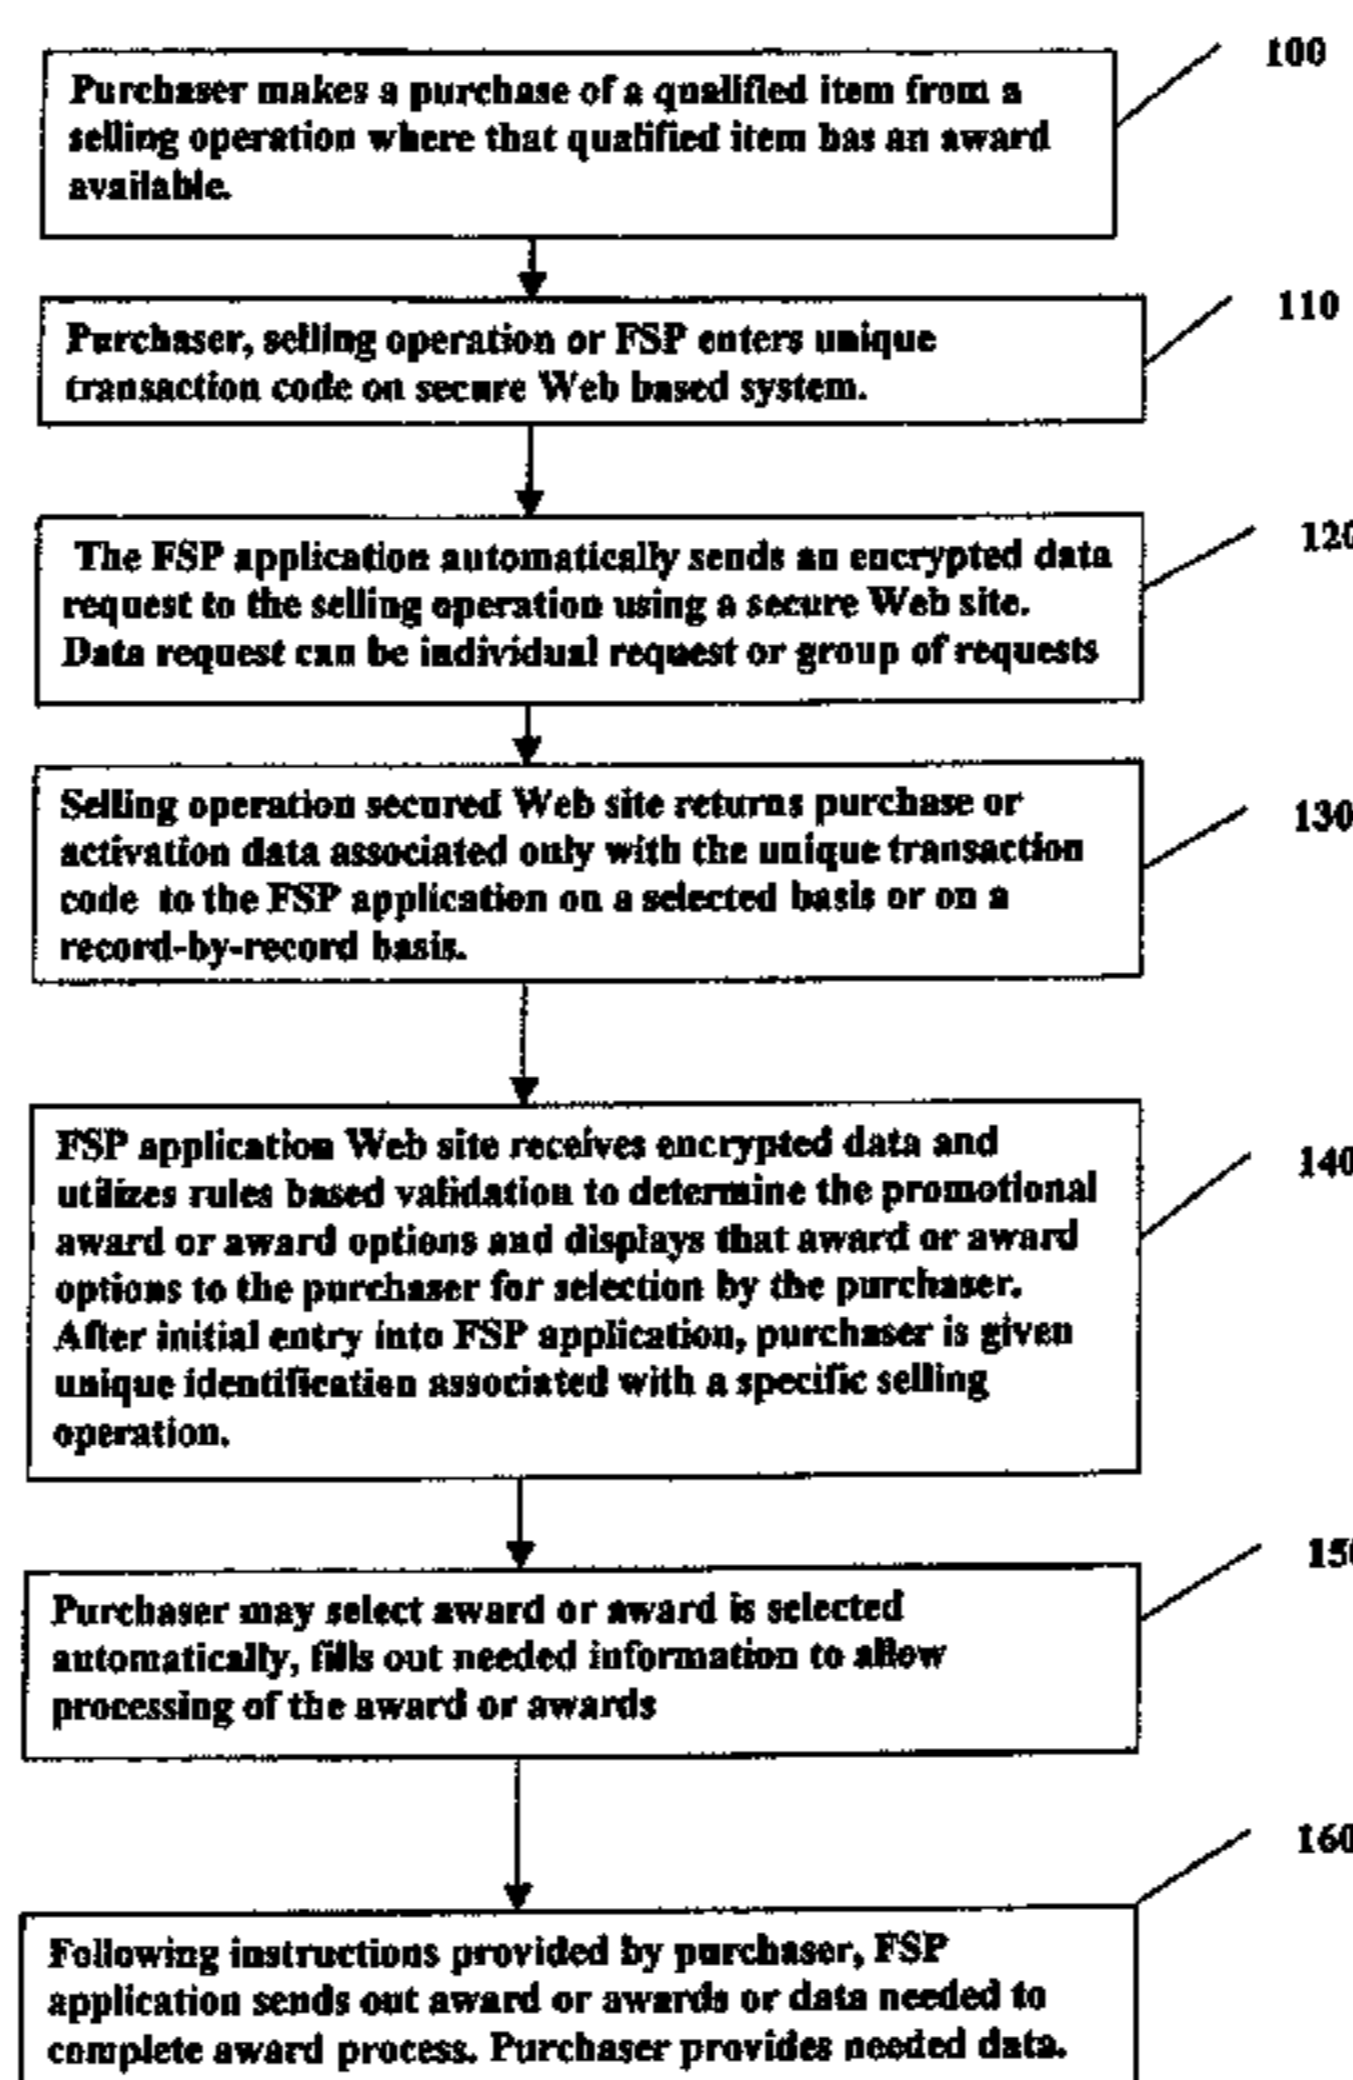 100
Purchaser makes a purchase of a qualified item from a
selling operation where that qualified item has an award
available.
110
Purchaser, selling operation or FSP enters unique
transaction code on secure Web based system.
120
The FSP application automatically sends an encrypted data
request to the selling operation using a secure Web site.
Data request can be individual request or group of requests
130
Selling operation secured Web site returns purchase or
activation data associated only with the unique transaction
code to the FSP application on a selected basis or on a
record-by-record basis.
140
FSP application Web site receives encrypted data and
utilizes rules based validation to determine the promotional
award or award options and displays that award or award
options to the purchaser for selection by the purchaser.
After initial entry into FSP application, purchaser is given
unique identification associated with a specific selling
operation.
150
Purchaser may select award or award is selected
automatically, fills out needed information to allow
processing of the award or awards
160
Following instructions provided by purchaser, FSP
application sends out award or awards or data needed to
complete award process. Purchaser provides needed data.